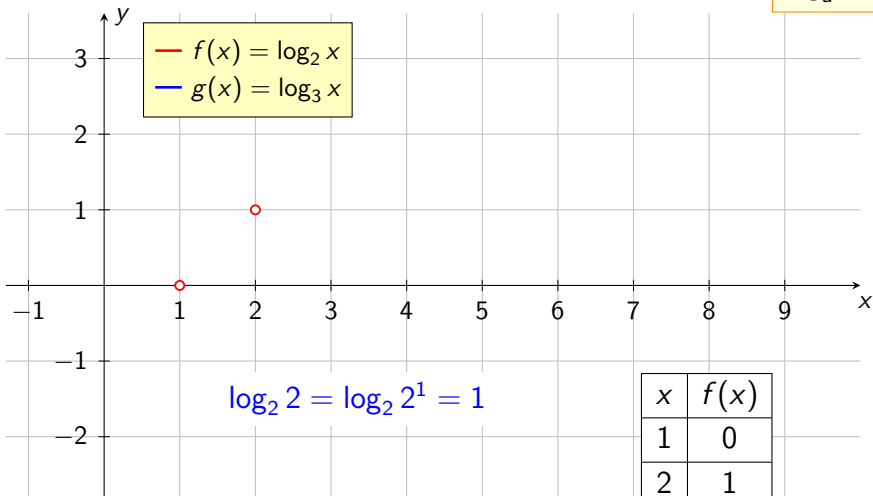 y
f(x) = log₂ x
g(x) = log₃ x
3
2
1
−1 1 2 3 4 5 6 7 8 9 x
−1
−2
log₂ 2 = log₂ 2¹ = 1
x f(x)
1 0
2 1